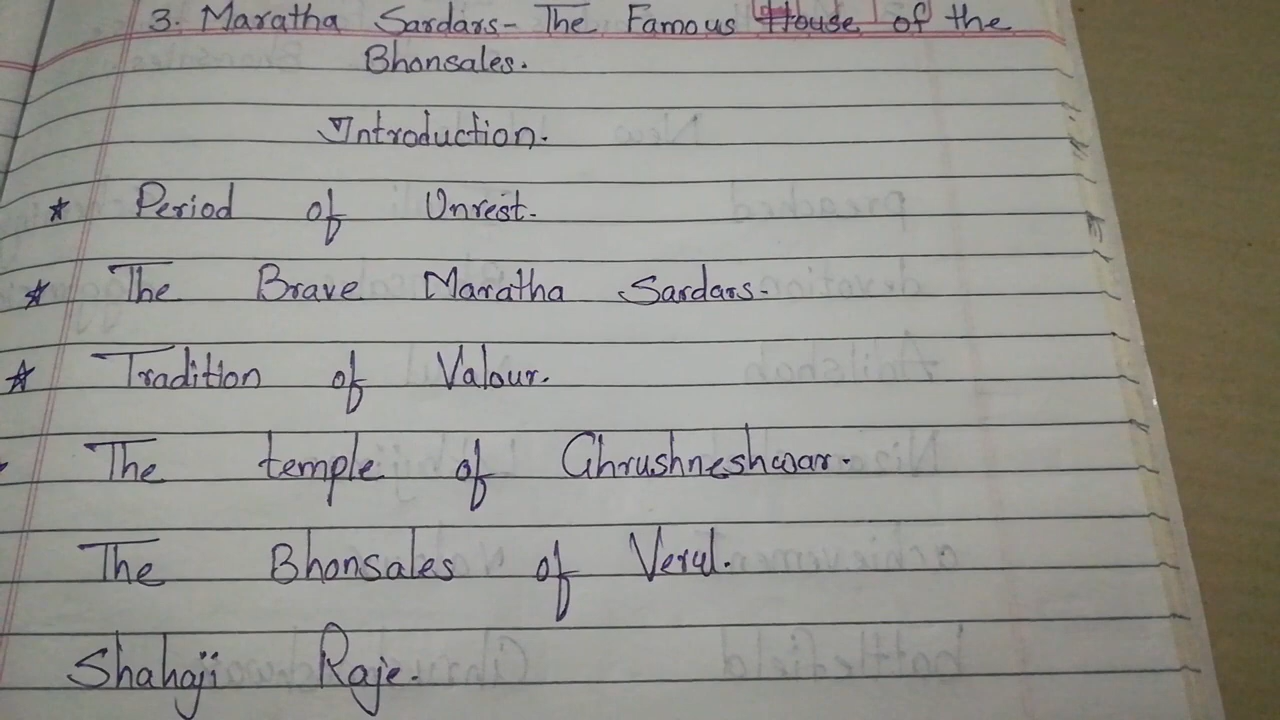 3. Maratha Sardars- The Famous House of the
Bhonsales.
Introduction.
* Period of Unrest.
* The Brave Maratha Sardars.
* Tradition of Valour.
The temple of Ghrushneshwar.
The Bhonsales of Verul.
Shahaji Raje.